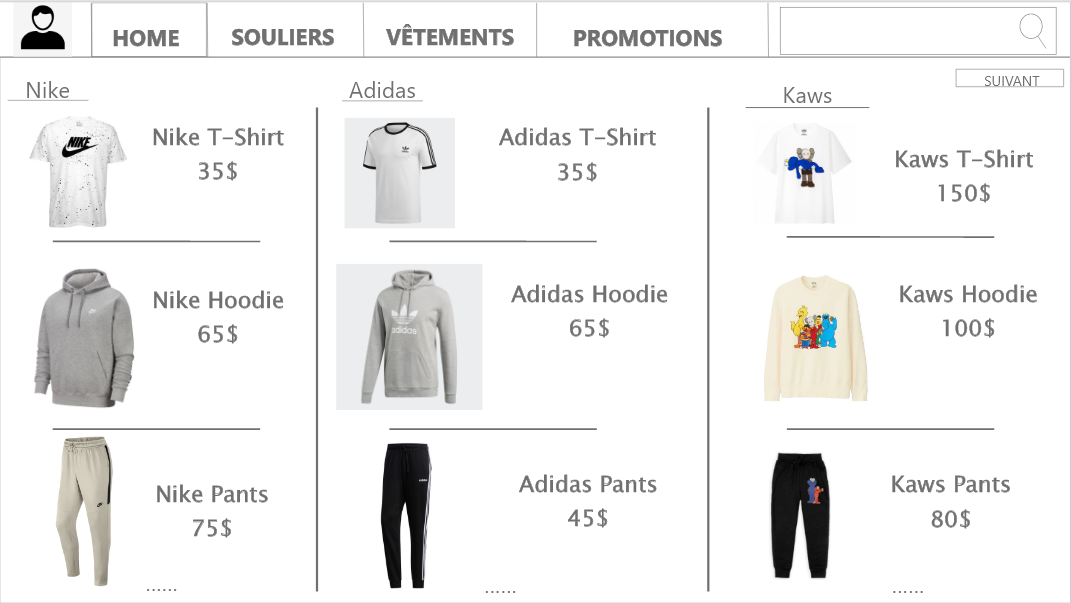 HOME
SOULIERS
VÊTEMENTS
PROMOTIONS
SUIVANT
Nike
NIKE
Nike T-Shirt
35$
Nike Hoodie
65$
Nike Pants
75$
......
Adidas
Adidas T-Shirt
35$
adidas
Adidas Hoodie
65$
Adidas Pants
45$
......
Kaws
Kaws T-Shirt
150$
Kaws Hoodie
100$
Kaws Pants
80$
......